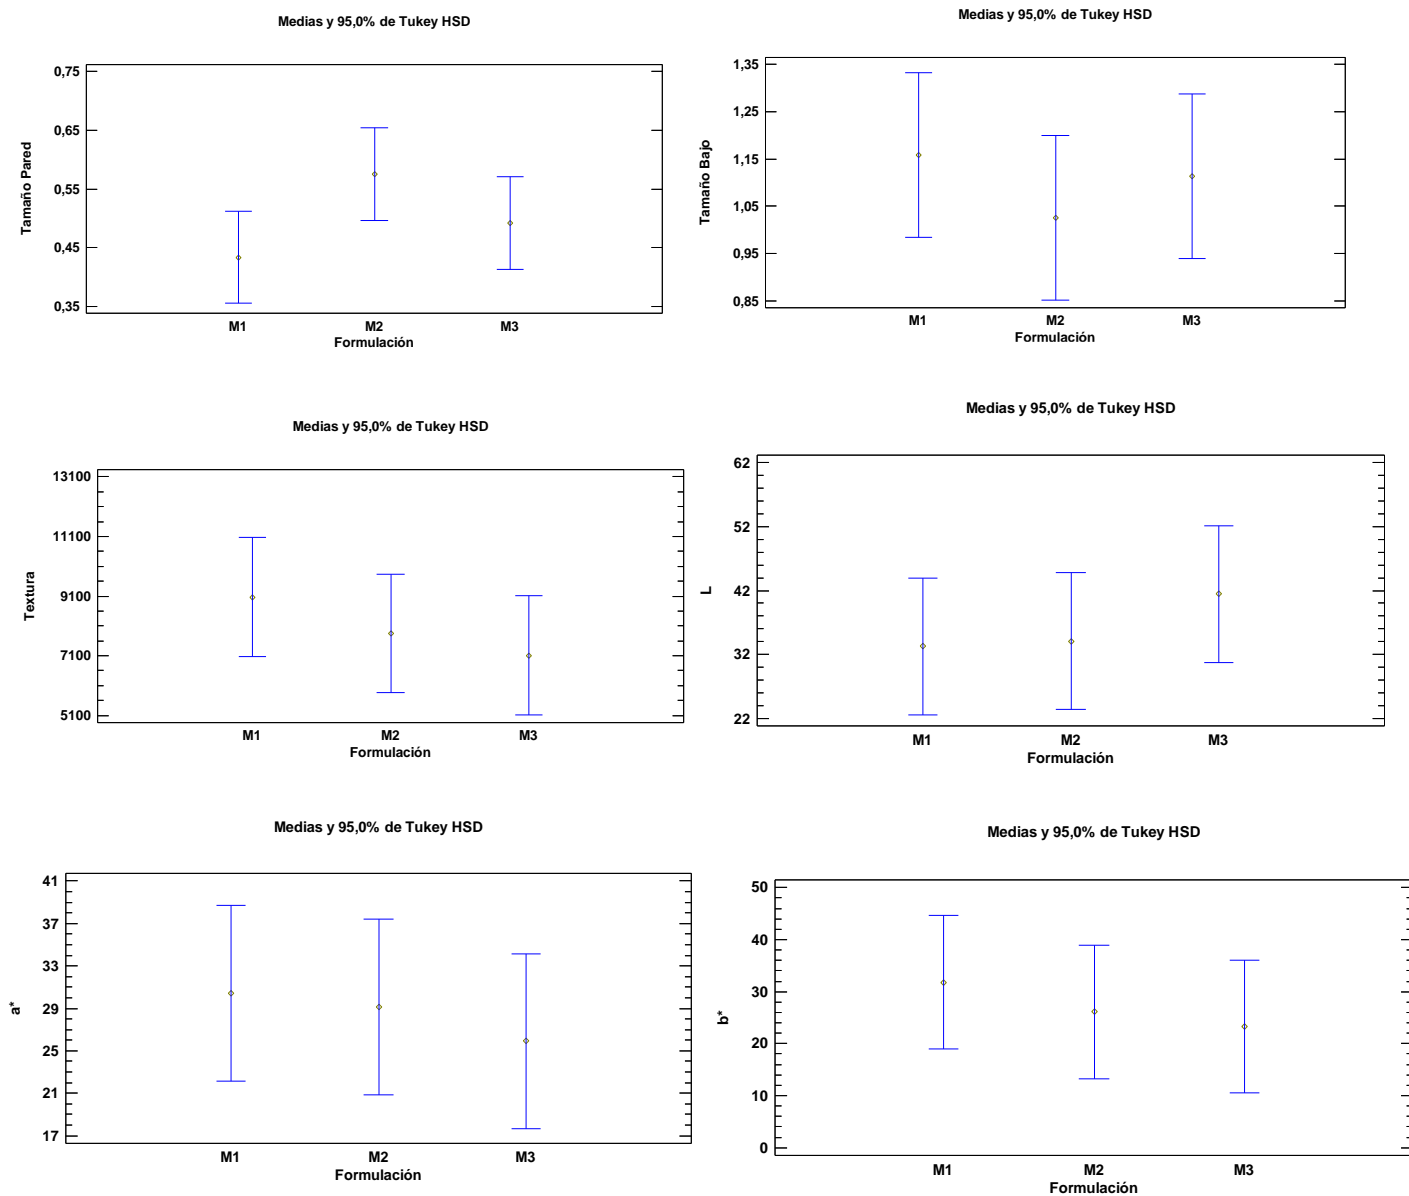 Medias y 95,0% de Tukey HSD
0,75
0,65
0,55
0,45
0,35
Tamaño Pared
M1 M2 M3
Formulación
Medias y 95,0% de Tukey HSD
1,35
1,25
1,15
1,05
0,95
0,85
Tamaño Bajo
M1 M2 M3
Formulación
Medias y 95,0% de Tukey HSD
13100
11100
9100
7100
5100
Textura
M1 M2 M3
Formulación
Medias y 95,0% de Tukey HSD
62
52
42
32
22
L
M1 M2 M3
Formulación
Medias y 95,0% de Tukey HSD
41
37
33
29
25
21
17
a*
M1 M2 M3
Formulación
Medias y 95,0% de Tukey HSD
50
40
30
20
10
0
b*
M1 M2 M3
Formulación